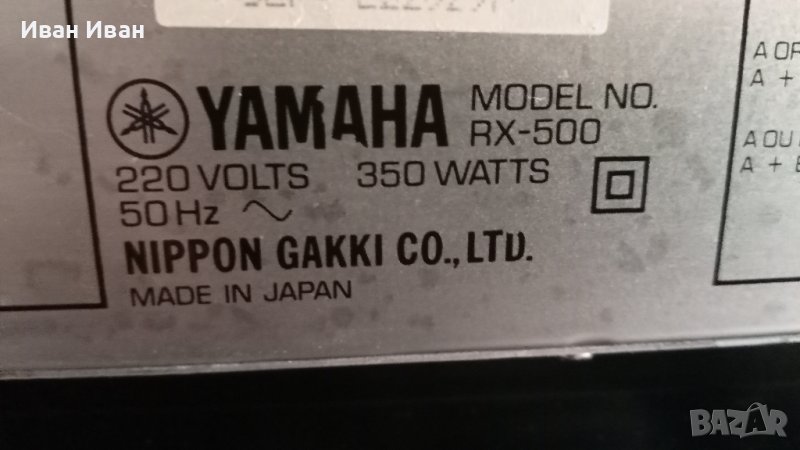 Иван Иван
YAMAHA MODEL NO.
RX-500
220 VOLTS 350 WATTS
50 Hz
NIPPON GAKKI CO., LTD.
MADE IN JAPAN
A OR
A +
A OU
A +
BAZAR